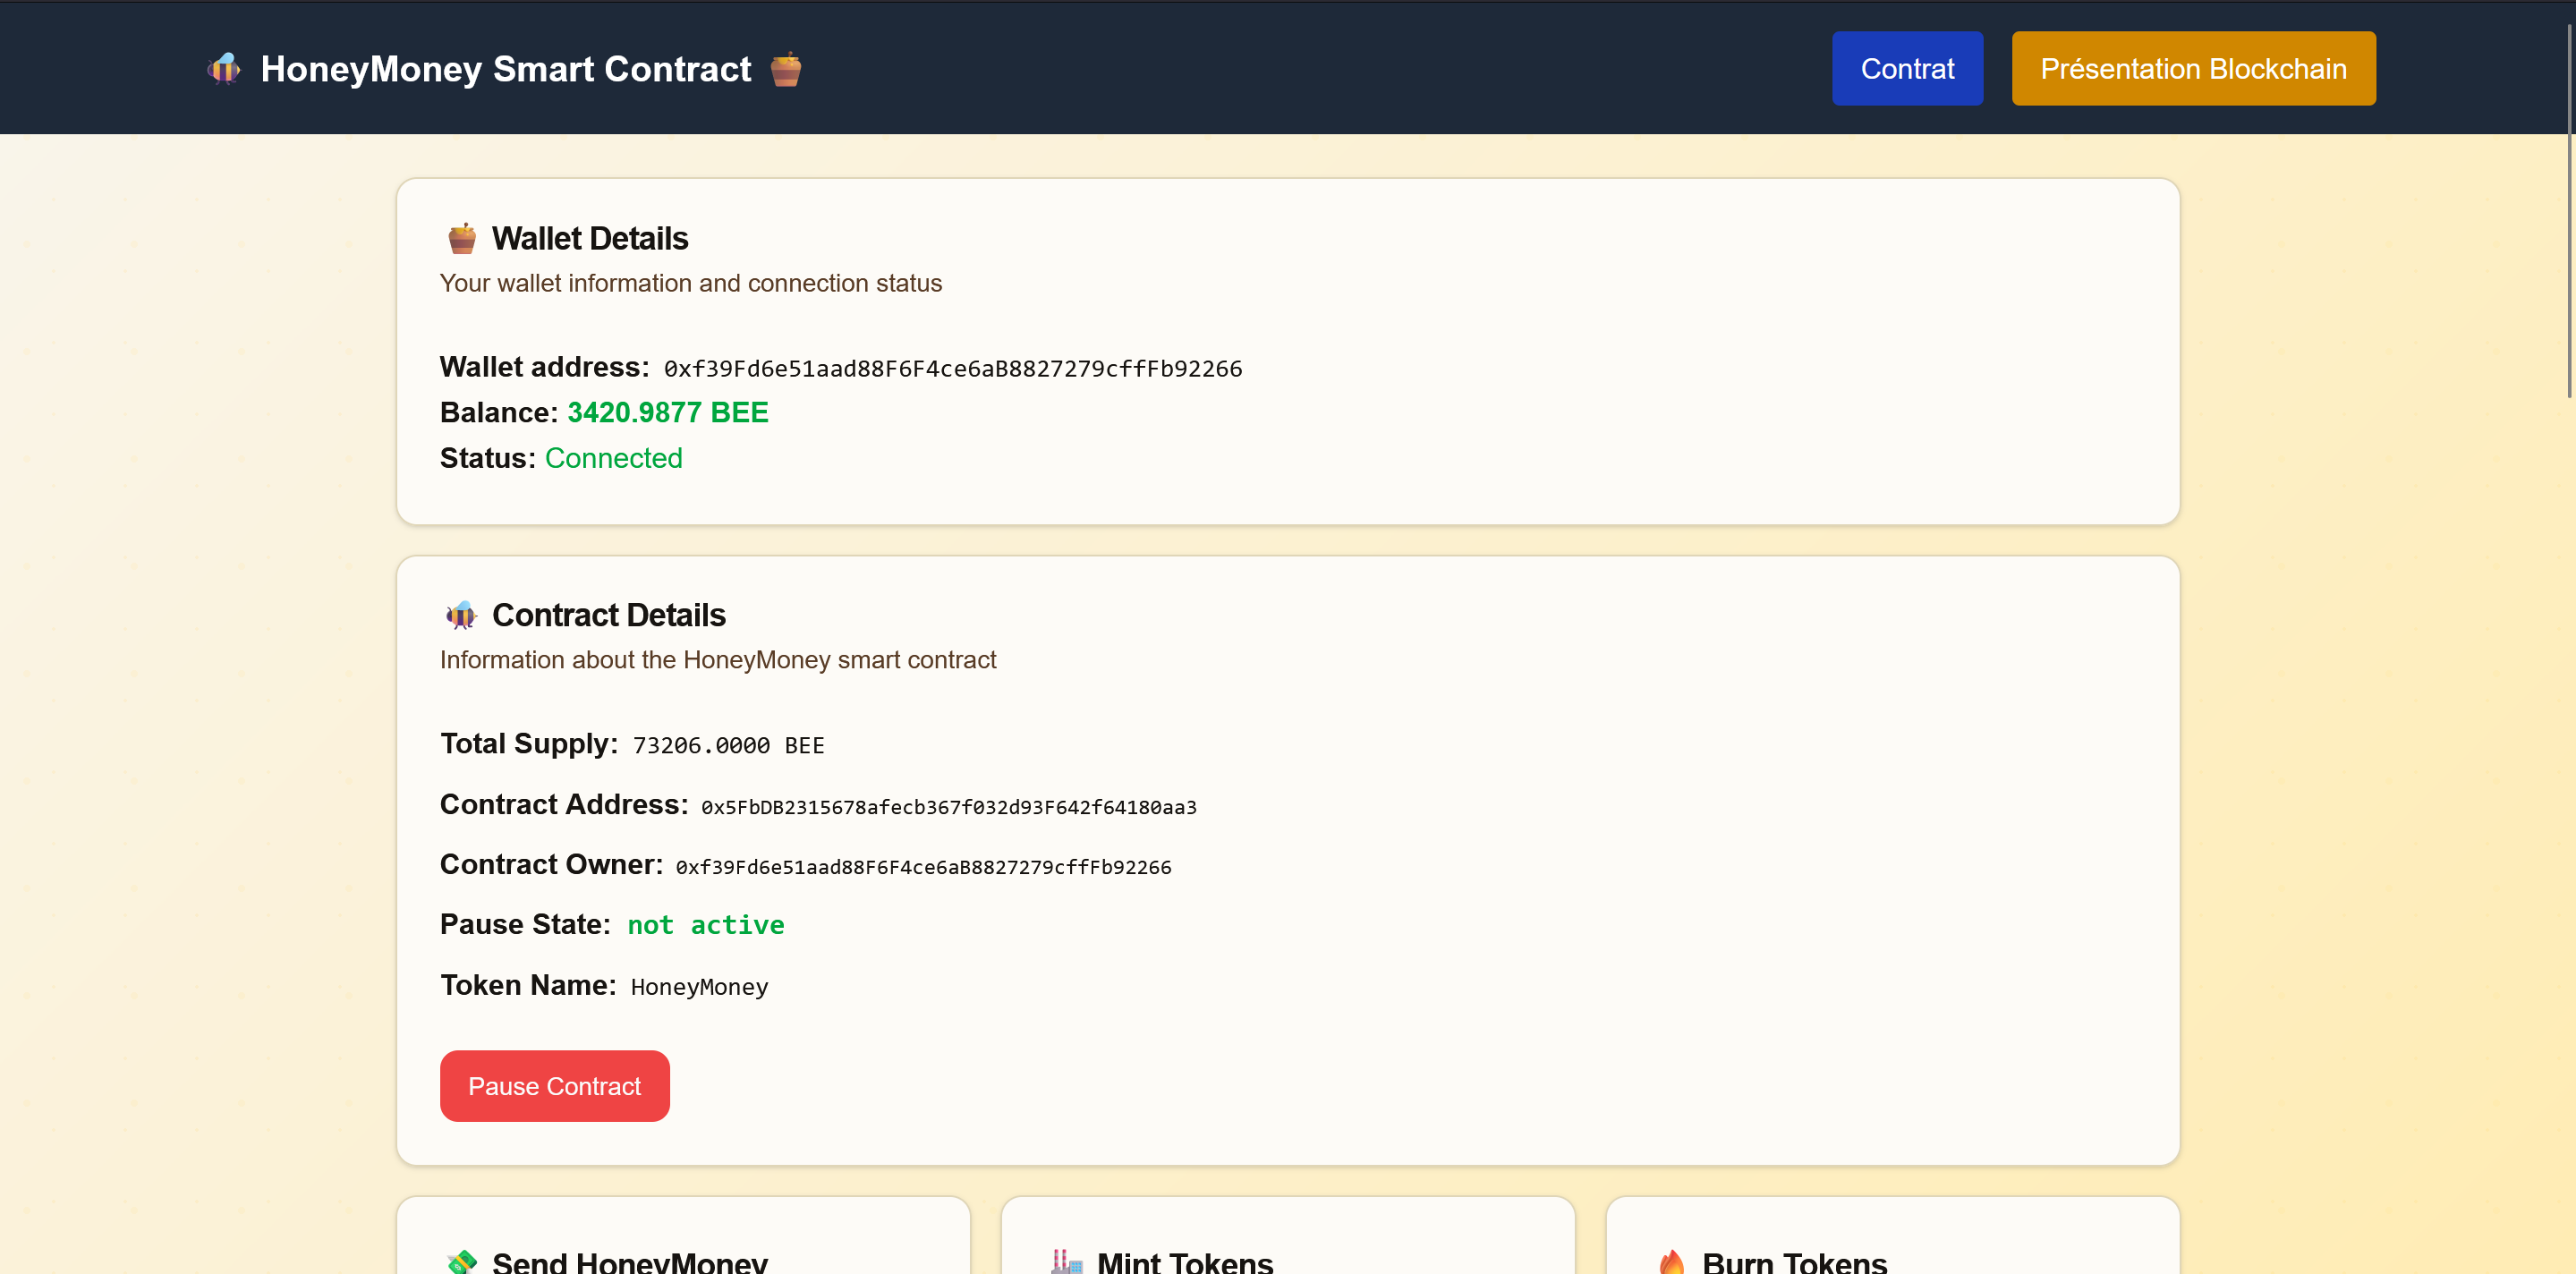 HoneyMoney Smart Contract
Contrat
Présentation Blockchain
Wallet Details
Your wallet information and connection status
Wallet address: 0xf39Fd6e51aad88F6F4ce6aB8827279cffFb92266
Balance: 3420.9877 BEE
Status: Connected
Contract Details
Information about the HoneyMoney smart contract
Total Supply: 73206.0000 BEE
Contract Address: 0x5FbDB2315678afecb367f032d93F642f64180aa3
Contract Owner: 0xf39Fd6e51aad88F6F4ce6aB8827279cffFb92266
Pause State: not active
Token Name: HoneyMoney
Pause Contract
Send HoneyMoney
Mint Tokens
Burn Tokens